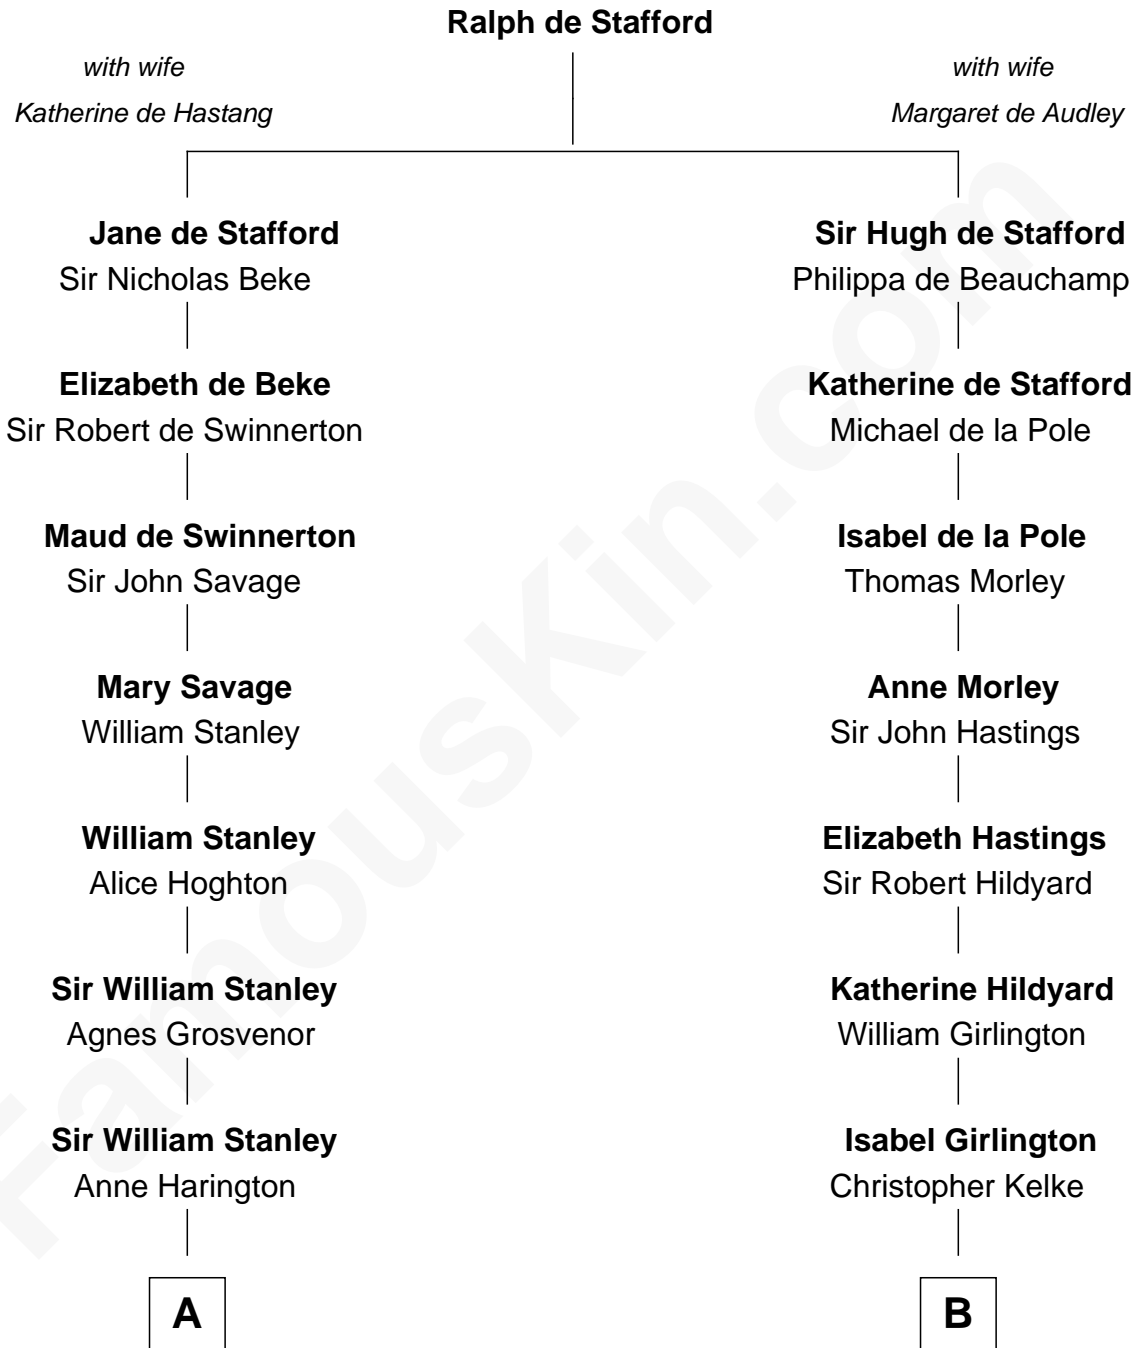 Ralph de Stafford
with wife
Katherine de Hastang
with wife
Margaret de Audley
Jane de Stafford
Sir Nicholas Beke
Sir Hugh de Stafford
Philippa de Beauchamp
Elizabeth de Beke
Sir Robert de Swinnerton
Katherine de Stafford
Michael de la Pole
Maud de Swinnerton
Sir John Savage
Isabel de la Pole
Thomas Morley
Mary Savage
William Stanley
Anne Morley
Sir John Hastings
William Stanley
Alice Hoghton
Elizabeth Hastings
Sir Robert Hildyard
Sir William Stanley
Agnes Grosvenor
Katherine Hildyard
William Girlington
Sir William Stanley
Anne Harington
Isabel Girlington
Christopher Kelke
A
B
FamousKin.com